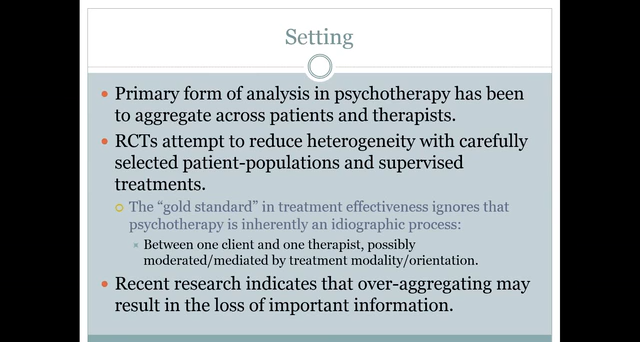 Setting
Primary form of analysis in psychotherapy has been
to aggregate across patients and therapists.
RCTs attempt to reduce heterogeneity with carefully
selected patient-populations and supervised
treatments.
The “gold standard” in treatment effectiveness ignores that
psychotherapy is inherently an idiographic process:
Between one client and one therapist, possibly
moderated/mediated by treatment modality/orientation.
Recent research indicates that over-aggregating may
result in the loss of important information.